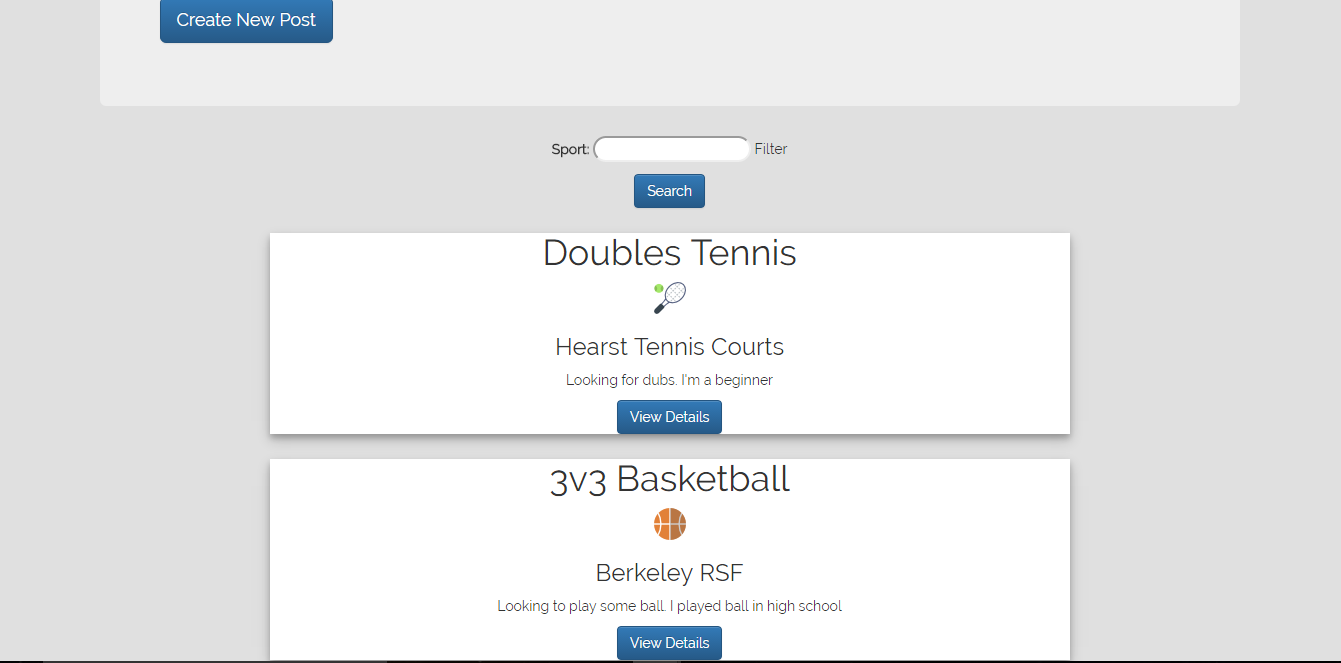 Create New Post
Sport: Filter
Search
Doubles Tennis
Hearst Tennis Courts
Looking for dubs. I'm a beginner
View Details
3v3 Basketball
Berkeley RSF
Looking to play some ball. I played ball in high school
View Details